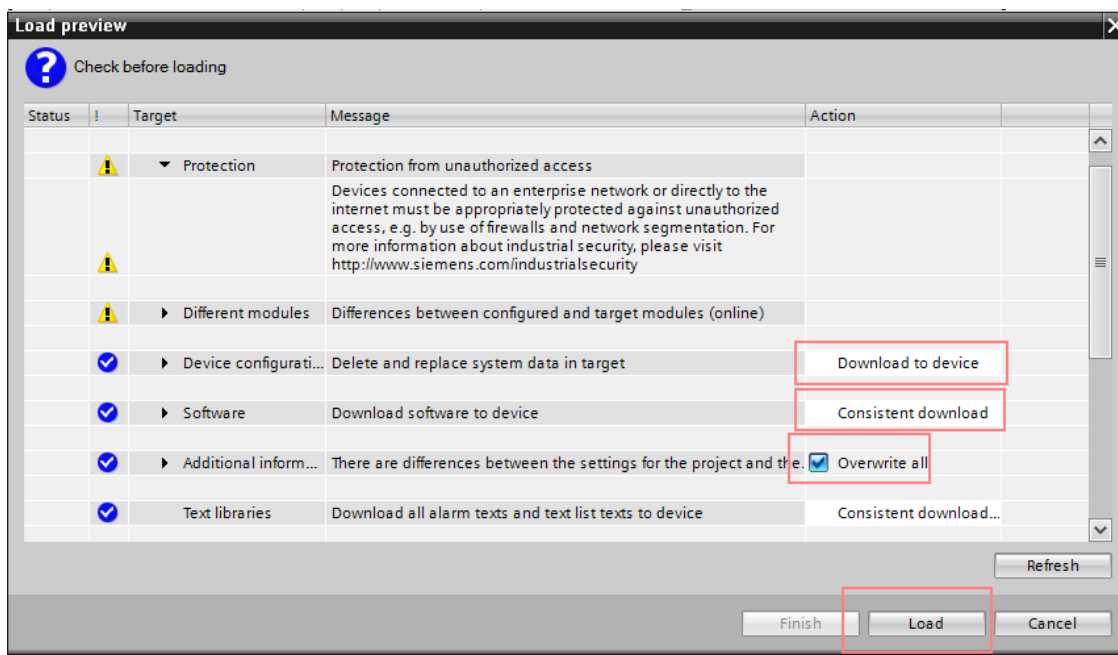 Load preview
Check before loading
Status ! Target Message Action
Protection Protection from unauthorized access
Devices connected to an enterprise network or directly to the
internet must be appropriately protected against unauthorized
access, e.g. by use of firewalls and network segmentation. For
more information about industrial security, please visit
http://www.siemens.com/industrialsecurity
Different modules Differences between configured and target modules (online)
Device configurati... Delete and replace system data in target Download to device
Software Download software to device Consistent download
Additional inform... There are differences between the settings for the project and the... Overwrite all
Text libraries Download all alarm texts and text list texts to device Consistent download...
Refresh
Finish Load Cancel